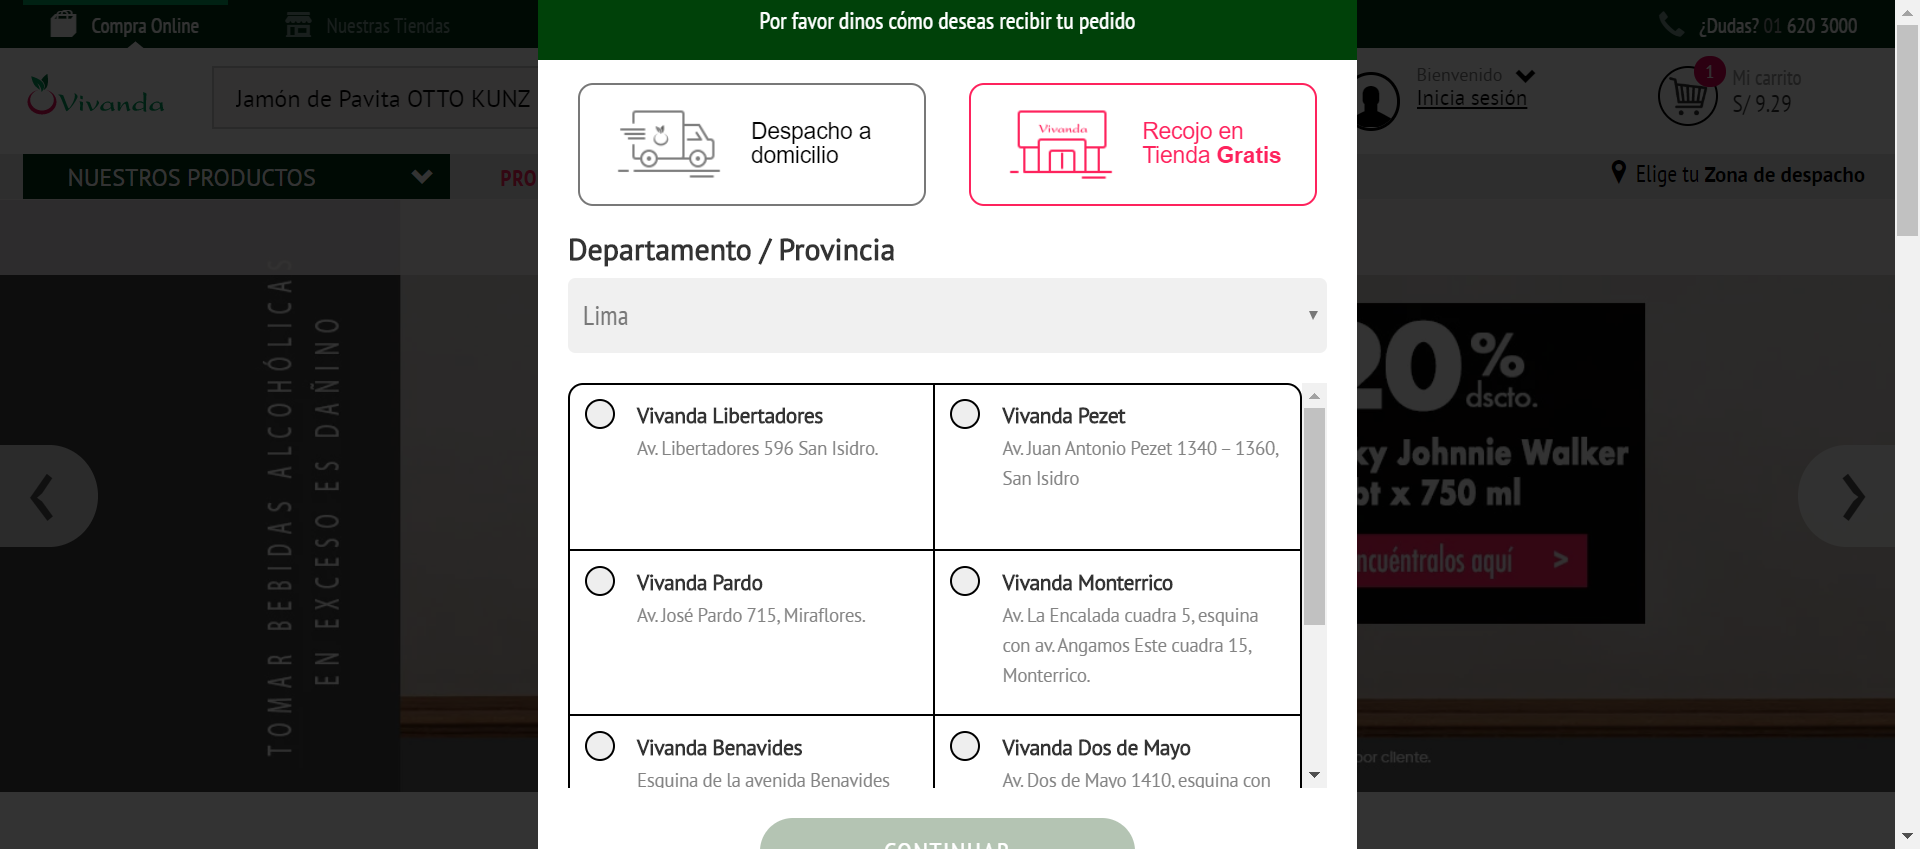 Compra Online
Nuestras Tiendas
Por favor dinos cómo deseas recibir tu pedido
¿Dudas? 01 620 3000
Vivanda
Jamón de Pavita OTTO KUNZ
Bienvenido
Inicia sesión
1
Mi carrito
S/ 9.29
NUESTROS PRODUCTOS
PRO
Elige tu Zona de despacho
Despacho a
domicilio
Vivanda
Recojo en
Tienda Gratis
Departamento / Provincia
Lima
TOMAR BEBIDAS ALCOHÓLICAS
EN EXCESO ES DAÑINO
Vivanda Libertadores
Av. Libertadores 596 San Isidro.
Vivanda Pezet
Av. Juan Antonio Pezet 1340 – 1360,
San Isidro
Vivanda Pardo
Av. José Pardo 715, Miraflores.
Vivanda Monterrico
Av. La Encalada cuadra 5, esquina
con av. Angamos Este cuadra 15,
Monterrico.
Vivanda Benavides
Esquina de la avenida Benavides
Vivanda Dos de Mayo
Av. Dos de Mayo 1410, esquina con
20%
dscto.
ky Johnnie Walker
ot x 750 ml
ncuéntralos aquí >
por cliente.
CONTINUAR